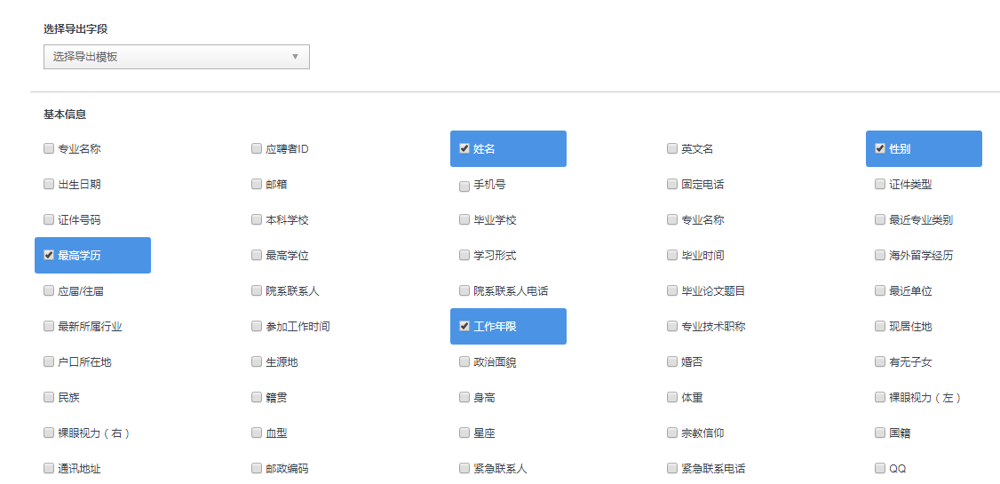 选择导出字段
选择导出模板
基本信息
专业名称 应聘者ID 姓名 英文名 性别
出生日期 邮箱 手机号 固定电话 证件类型
证件号码 本科学校 毕业学校 专业名称 最近专业类别
最高学历 最高学位 学习形式 毕业时间 海外留学经历
应届/往届 院系联系人 院系联系人电话 毕业论文题目 最近单位
最新所属行业 参加工作时间 工作年限 专业技术职称 现居住地
户口所在地 生源地 政治面貌 婚否 有无子女
民族 籍贯 身高 体重 裸眼视力（左）
裸眼视力（右） 血型 星座 宗教信仰 国籍
通讯地址 邮政编码 紧急联系人 紧急联系电话 QQ